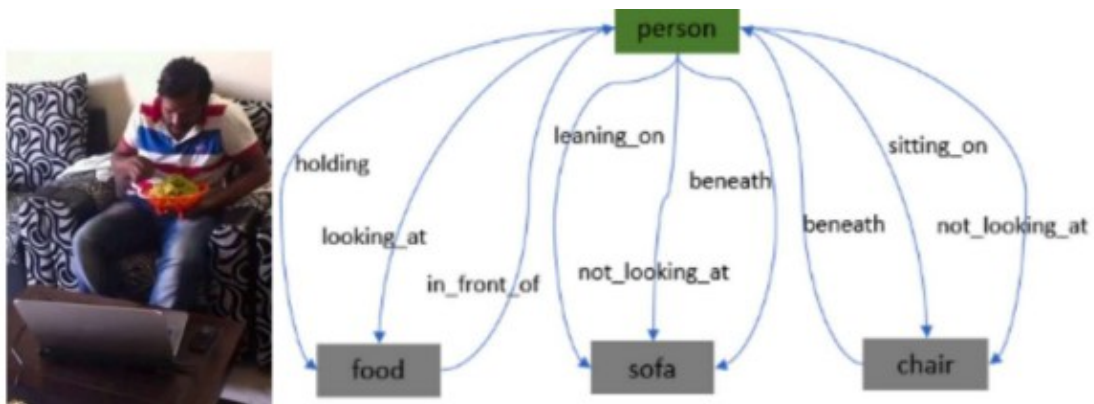 person
leaning_on
sitting_on
holding
beneath
looking_at
beneath
not_looking_at
in_front_of
not_looking_at
food
sofa
chair